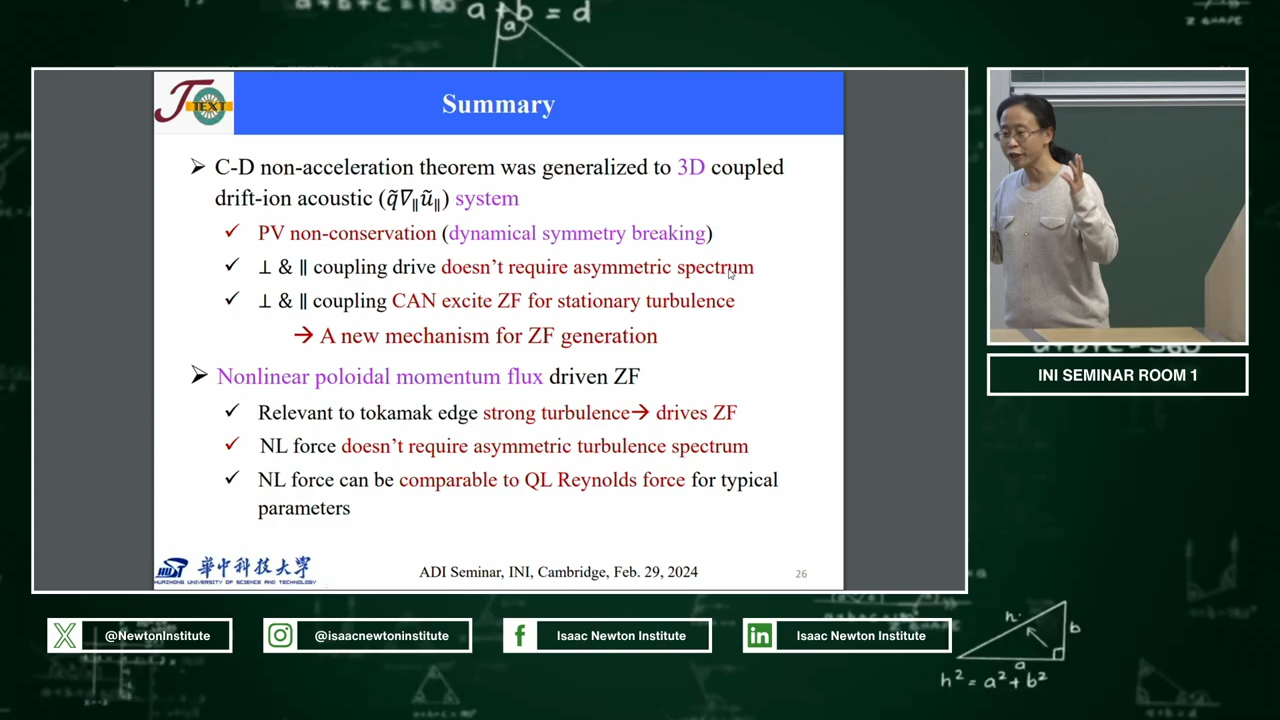 a+b+c=180°
a + b = d
a
Z SHAPE
J
TEXT
Summary
➢ C-D non-acceleration theorem was generalized to 3D coupled
drift-ion acoustic (q̃∇̃∥ũ∥) system
✓ PV non-conservation (dynamical symmetry breaking)
✓ ⊥ & ∥ coupling drive doesn't require asymmetric spectrum
✓ ⊥ & ∥ coupling CAN excite ZF for stationary turbulence
→ A new mechanism for ZF generation
➢ Nonlinear poloidal momentum flux driven ZF
✓ Relevant to tokamak edge strong turbulence→ drives ZF
✓ NL force doesn't require asymmetric turbulence spectrum
✓ NL force can be comparable to QL Reynolds force for typical
parameters
華中科技大學
HUAZHONG UNIVERSITY OF SCIENCE AND TECHNOLOGY
ADI Seminar, INI, Cambridge, Feb. 29, 2024
26
INI SEMINAR ROOM 1
@NewtonInstitute
@isaacnewtoninstitute
Isaac Newton Institute
in
Isaac Newton Institute
h
b
a
h² = a² + b²